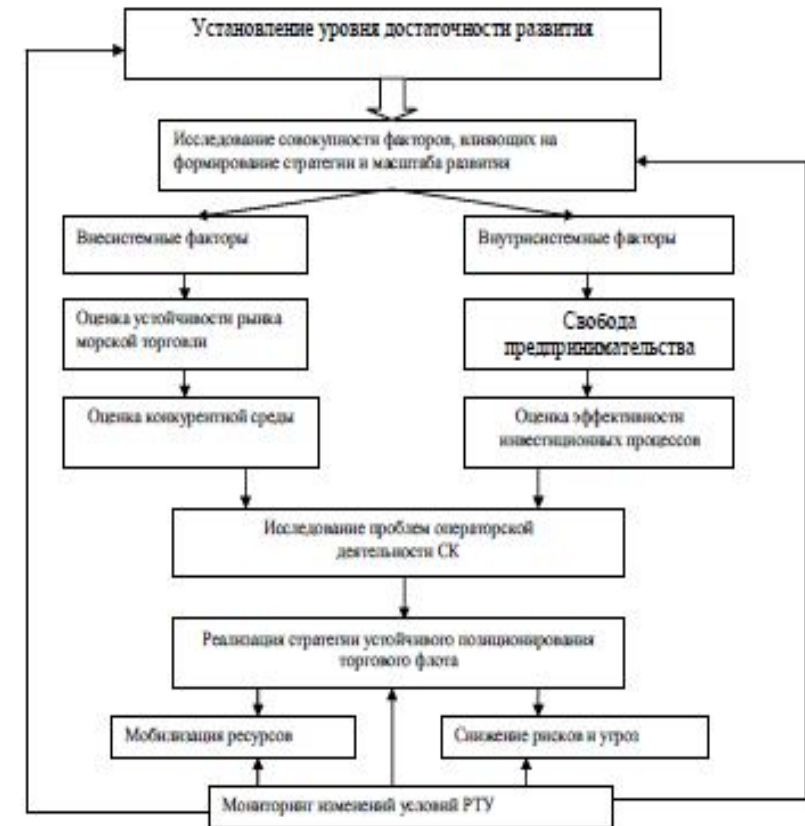 Установление уровня достаточности развития
Исследование совокупности факторов, влияющих на
формирование стратегии и масштаба развития
Внесистемные факторы
Внутрисистемные факторы
Оценка устойчивости рынка
морской торговли
Свобода
предпринимательства
Оценка конкурентной среды
Оценка эффективности
инвестиционных процессов
Исследование проблем операторской
деятельности СК
Реализация стратегии устойчивого позиционирования
торгового флота
Мобилизация ресурсов
Снижение рисков и угроз
Мониторинг изменений условий РТУ